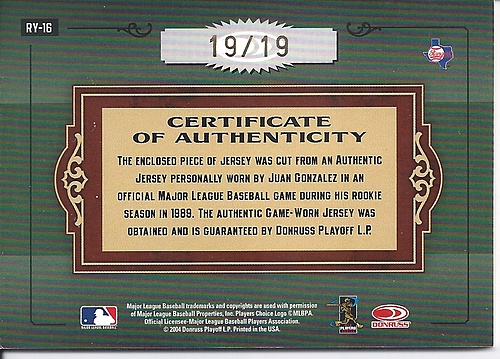 RY-16
19/19
CERTIFICATE
OF AUTHENTICITY
THE ENCLOSED PIECE OF JERSEY WAS CUT FROM AN AUTHENTIC
JERSEY PERSONALLY WORN BY JUAN GONZALEZ IN AN
OFFICIAL MAJOR LEAGUE BASEBALL GAME DURING HIS ROOKIE
SEASON IN 1989. THE AUTHENTIC GAME-WORN JERSEY WAS
OBTAINED AND IS GUARANTEED BY DONRUSS PLAYOFF L.P.
Major League Baseball trademarks and copyrights are used with permission
of Major League Baseball Properties, Inc. Players Choice Logo ©MLBPA.
Official Licensee-Major League Baseball Players Association.
© 2004 Donruss Playoff L.P. Printed in the USA.
MAJOR LEAGUE BASEBALL
PLAYERS
DONRUSS